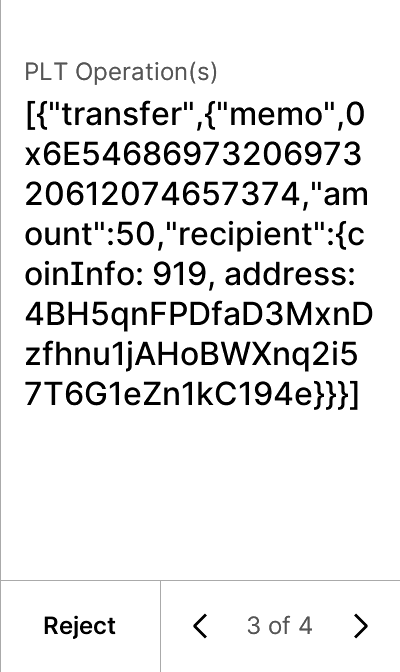 PLT Operation(s)
[{"transfer",{"memo",0
x6E54686973206973
20612074657374,"am
ount":50,"recipient":{c
oinInfo: 919, address:
4BH5qnFPDfaD3MxnD
zfhnu1jAHoBWXnq2i5
7T6G1eZn1kC194e}}}]
Reject
3 of 4